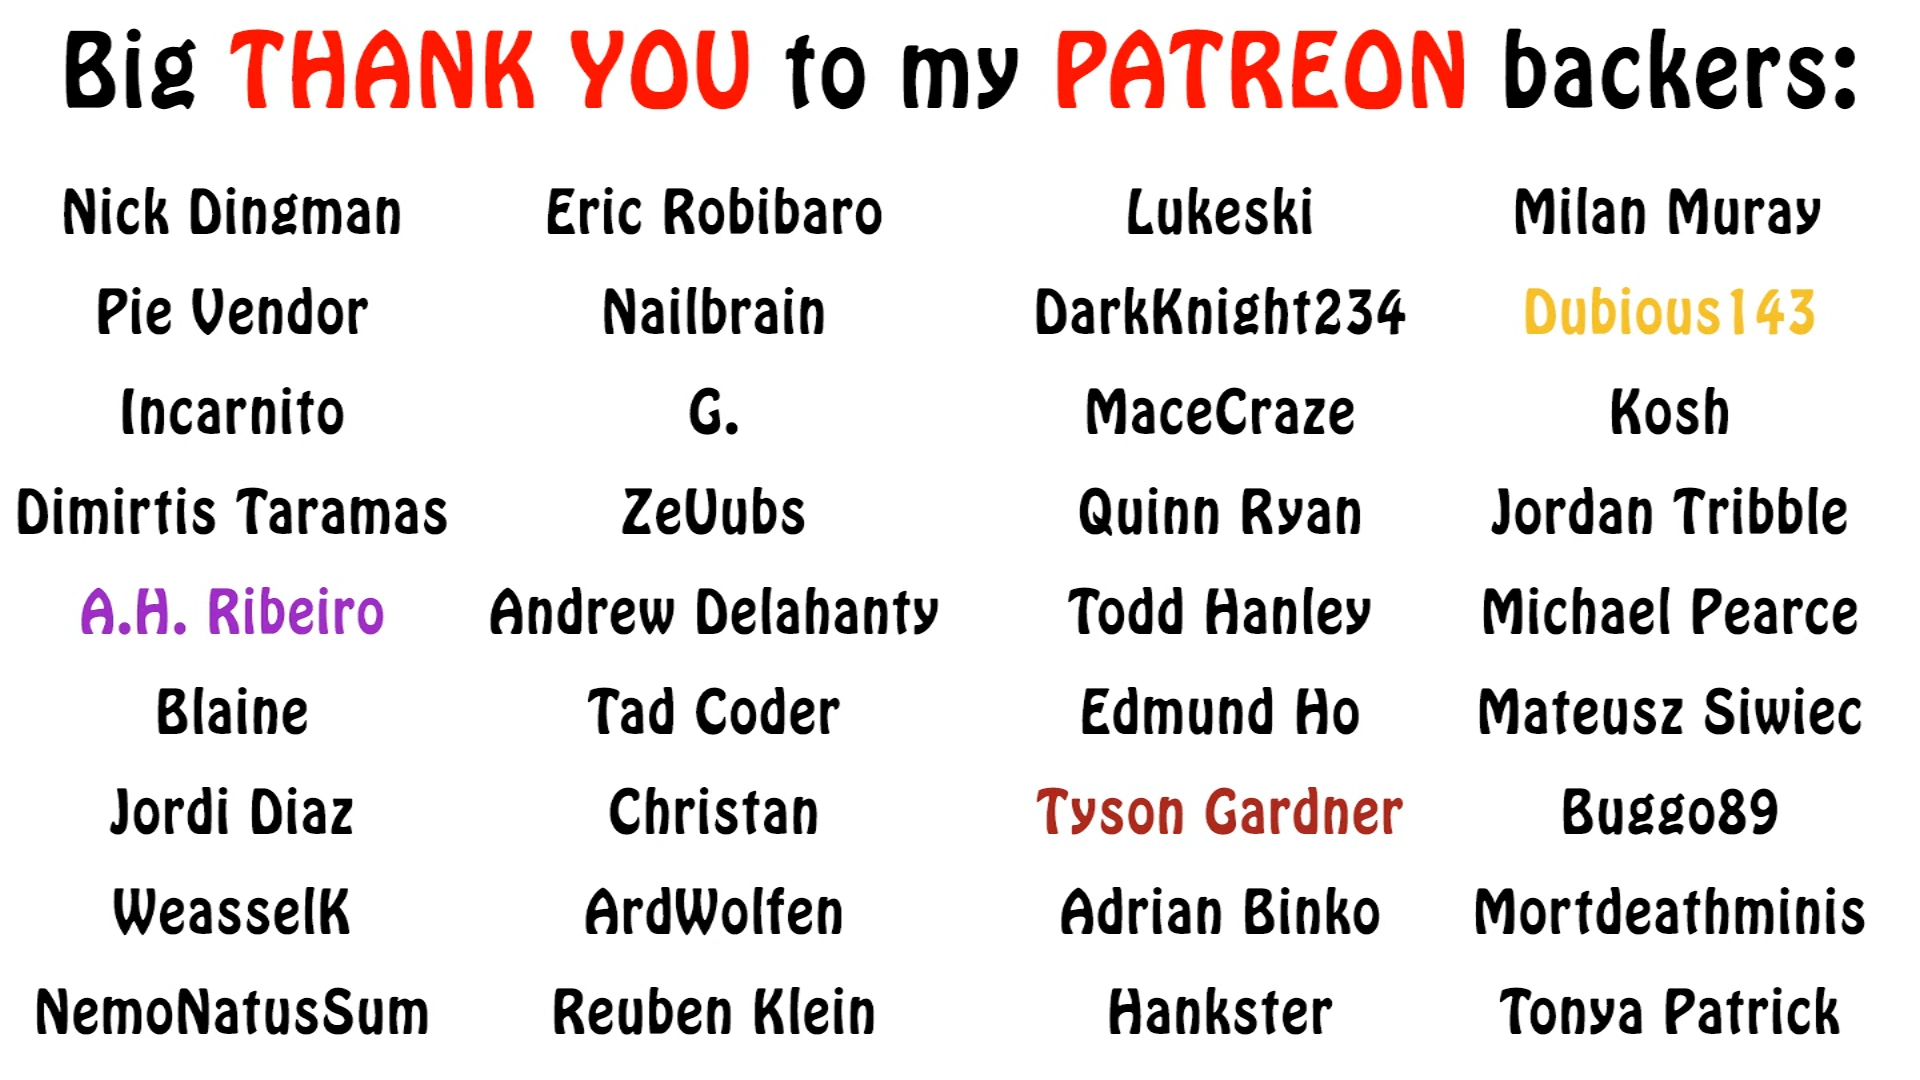 Big THANK YOU to my PATREON backers:
Nick Dingman Eric Robibaro Lukeski Milan Muray
Pie Vendor Nailbrain DarkKnight234 Dubious143
Incarnito G. MaceCraze Kosh
Dimirtis Taramas ZeUubs Quinn Ryan Jordan Tribble
A.H. Ribeiro Andrew Delahanty Todd Hanley Michael Pearce
Blaine Tad Coder Edmund Ho Mateusz Siwiec
Jordi Diaz Christan Tyson Gardner Buggo89
WeasselK ArdWolfen Adrian Binko Mortdeathminis
NemoNatusSum Reuben Klein Hankster Tonya Patrick